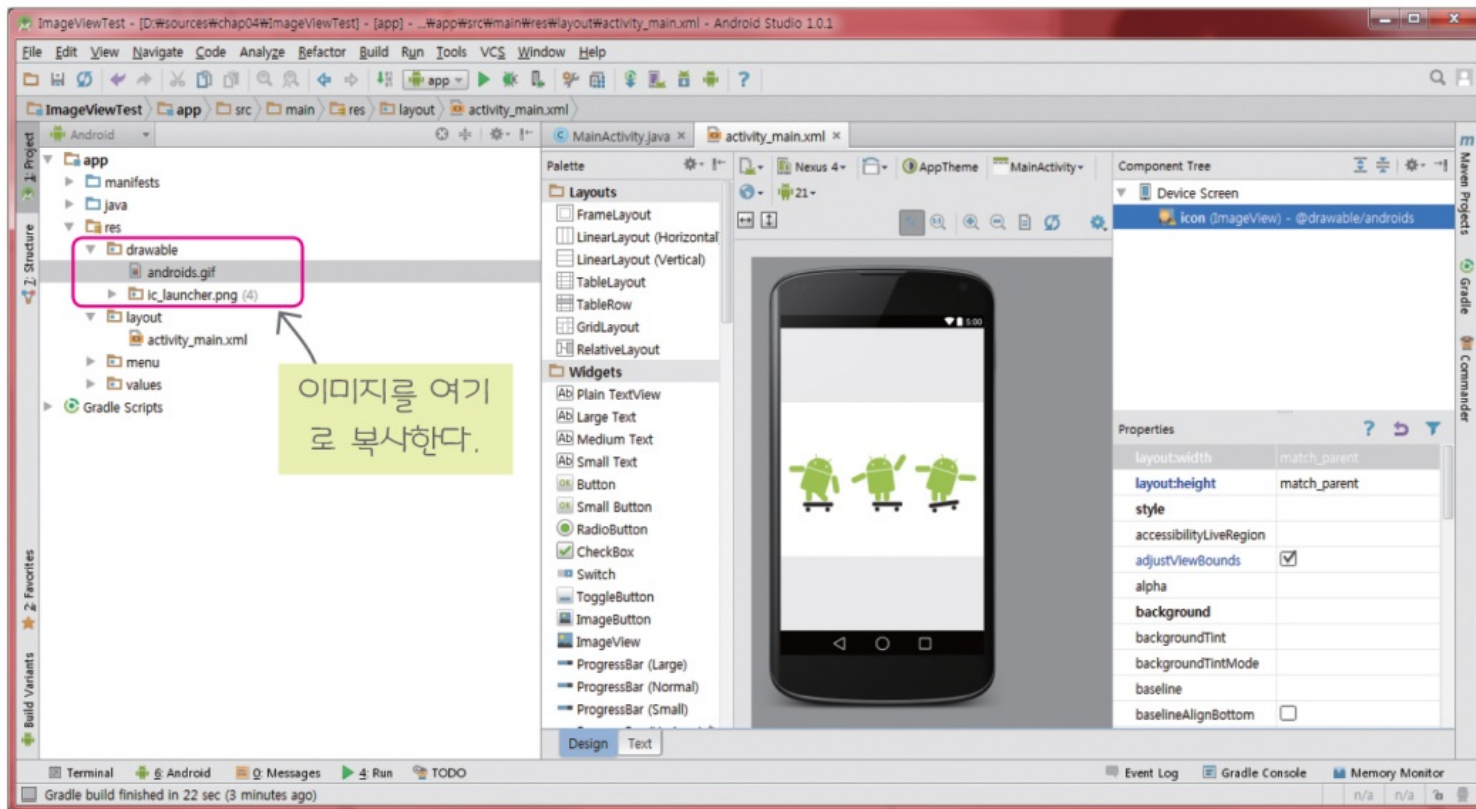 ImageViewTest - [D:₩sources₩chap04₩ImageViewTest] - [app] - ...₩app₩src₩main₩res₩layout₩activity_main.xml - Android Studio 1.0.1
File Edit View Navigate Code Analyze Refactor Build Run Tools VCS Window Help
app
ImageViewTest app src main res layout activity_main.xml
Android
MainActivity.java
activity_main.xml
1: Project
7: Structure
2: Favorites
Build Variants
app
manifests
java
res
drawable
androids.gif
ic_launcher.png (4)
layout
activity_main.xml
menu
values
Gradle Scripts
이미지를 여기
로 복사한다.
Palette
Layouts
FrameLayout
LinearLayout (Horizontal
LinearLayout (Vertical)
TableLayout
TableRow
GridLayout
RelativeLayout
Widgets
Ab Plain TextView
Ab Large Text
Ab Medium Text
Ab Small Text
OK Button
OK Small Button
RadioButton
CheckBox
Switch
ToggleButton
ImageButton
ImageView
ProgressBar (Large)
ProgressBar (Normal)
ProgressBar (Small)
Design Text
Nexus 4 AppTheme MainActivity
21
5:00
Component Tree
Device Screen
icon (ImageView) - @drawable/androids
Properties
layout:width match_parent
layout:height match_parent
style
accessibilityLiveRegion
adjustViewBounds
alpha
background
backgroundTint
backgroundTintMode
baseline
baselineAlignBottom
Maven Projects
Gradle
Commander
Terminal 6: Android 0: Messages 4: Run TODO
Event Log Gradle Console Memory Monitor
Gradle build finished in 22 sec (3 minutes ago)
n/a n/a